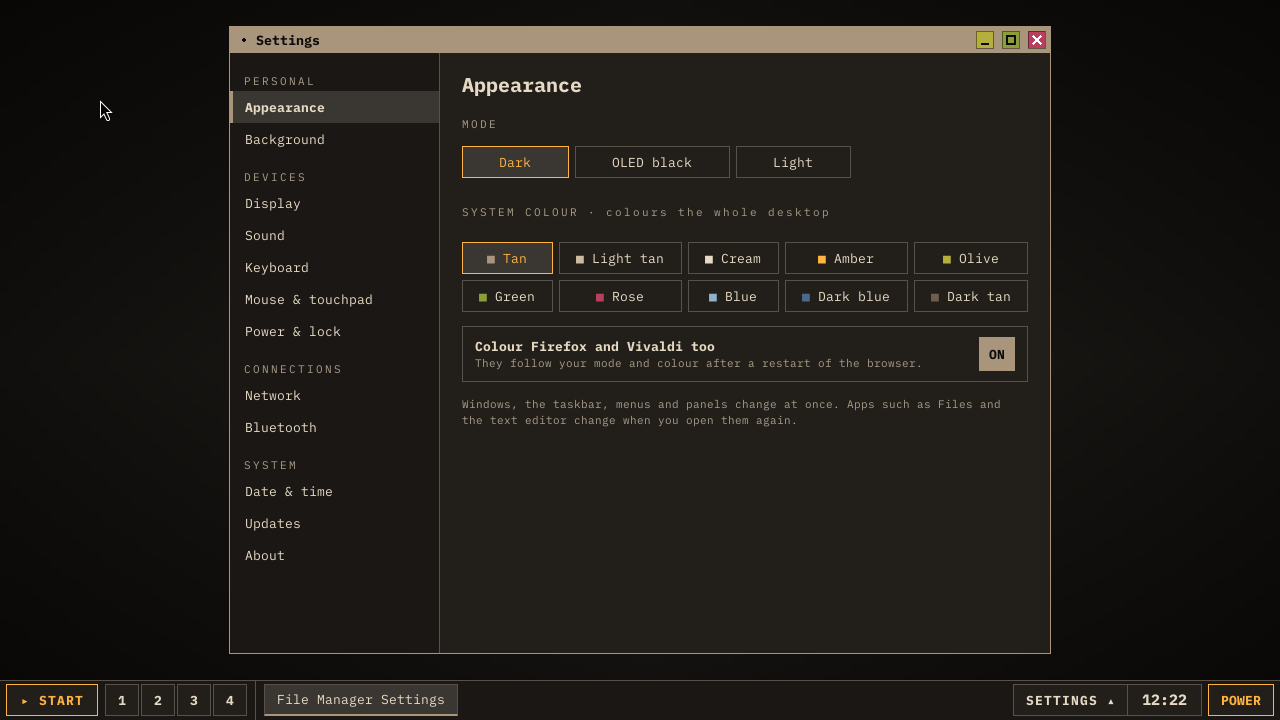 Settings
PERSONAL
Appearance
Background
DEVICES
Display
Sound
Keyboard
Mouse & touchpad
Power & lock
CONNECTIONS
Network
Bluetooth
SYSTEM
Date & time
Updates
About
Appearance
MODE
Dark OLED black Light
SYSTEM COLOUR · colours the whole desktop
Tan Light tan Cream Amber Olive
Green Rose Blue Dark blue Dark tan
Colour Firefox and Vivaldi too
They follow your mode and colour after a restart of the browser.
ON
Windows, the taskbar, menus and panels change at once. Apps such as Files and
the text editor change when you open them again.
▸ START 1 2 3 4 File Manager Settings SETTINGS ▴ 12:22 POWER